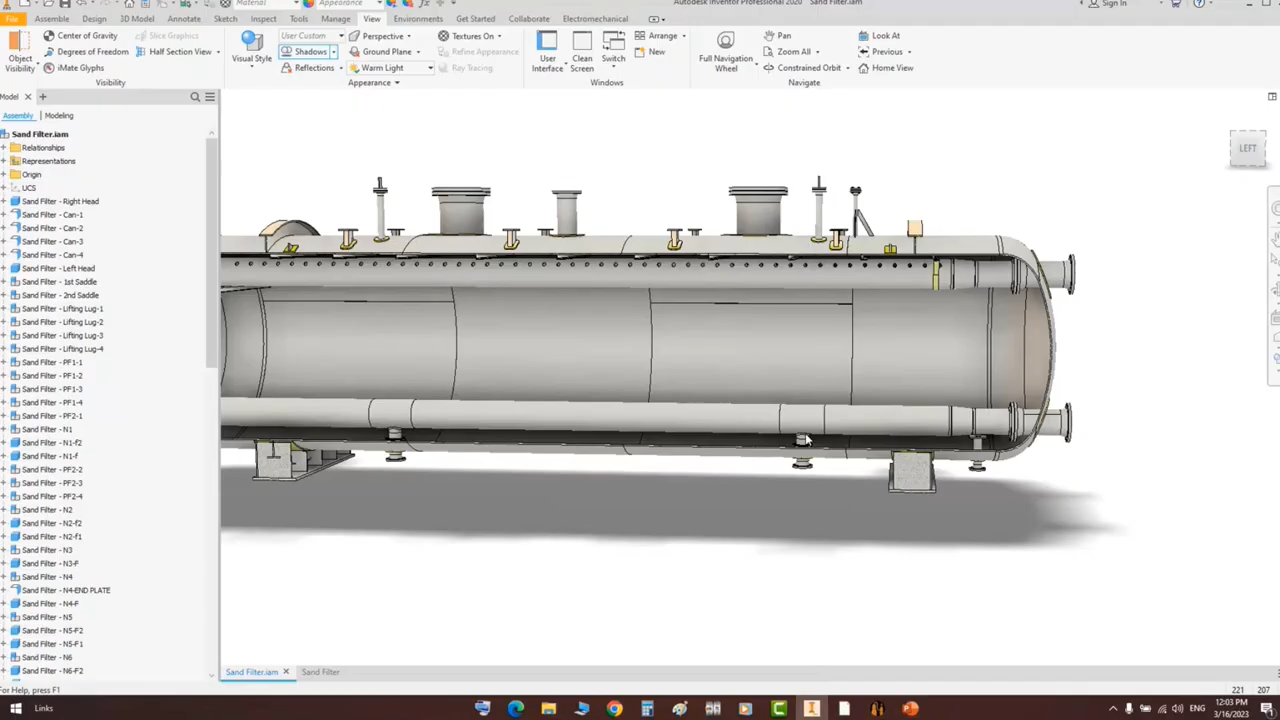 Autodesk Inventor Professional 2020 Sand Filter.iam
Sign In
Material
Appearance
File Assemble Design 3D Model Annotate Sketch Inspect Tools Manage View Environments Get Started Collaborate Electromechanical
Object Visibility
Center of Gravity
Degrees of Freedom
iMate Glyphs
Slice Graphics
Half Section View
Visibility
Visual Style
User Custom
Shadows
Reflections
Perspective
Ground Plane
Warm Light
Textures On
Refine Appearance
Ray Tracing
Appearance
User Interface
Clean Screen
Switch
Arrange
New
Windows
Full Navigation Wheel
Pan
Zoom All
Constrained Orbit
Look At
Previous
Home View
Navigate
Model
Assembly Modeling
Sand Filter.iam
Relationships
Representations
Origin
UCS
Sand Filter - Right Head
Sand Filter - Can-1
Sand Filter - Can-2
Sand Filter - Can-3
Sand Filter - Can-4
Sand Filter - Left Head
Sand Filter - 1st Saddle
Sand Filter - 2nd Saddle
Sand Filter - Lifting Lug-1
Sand Filter - Lifting Lug-2
Sand Filter - Lifting Lug-3
Sand Filter - Lifting Lug-4
Sand Filter - PF1-1
Sand Filter - PF1-2
Sand Filter - PF1-3
Sand Filter - PF1-4
Sand Filter - PF2-1
Sand Filter - N1
Sand Filter - N1-f2
Sand Filter - N1-f
Sand Filter - PF2-2
Sand Filter - PF2-3
Sand Filter - PF2-4
Sand Filter - N2
Sand Filter - N2-f2
Sand Filter - N2-f1
Sand Filter - N3
Sand Filter - N3-F
Sand Filter - N4
Sand Filter - N4-END PLATE
Sand Filter - N4-F
Sand Filter - N5
Sand Filter - N5-F2
Sand Filter - N5-F1
Sand Filter - N6
Sand Filter - N6-F2
LEFT
Sand Filter.iam Sand Filter
For Help, press F1
221 207
Links
12:03 PM
3/16/2023